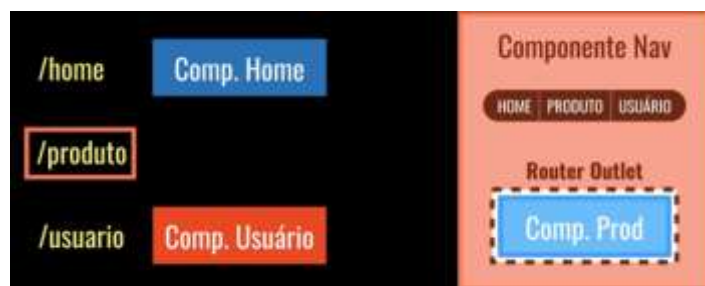 /home Comp. Home
/produto
/usuario Comp. Usuário
Componente Nav
HOME PRODUTO USUÁRIO
Router Outlet
Comp. Prod